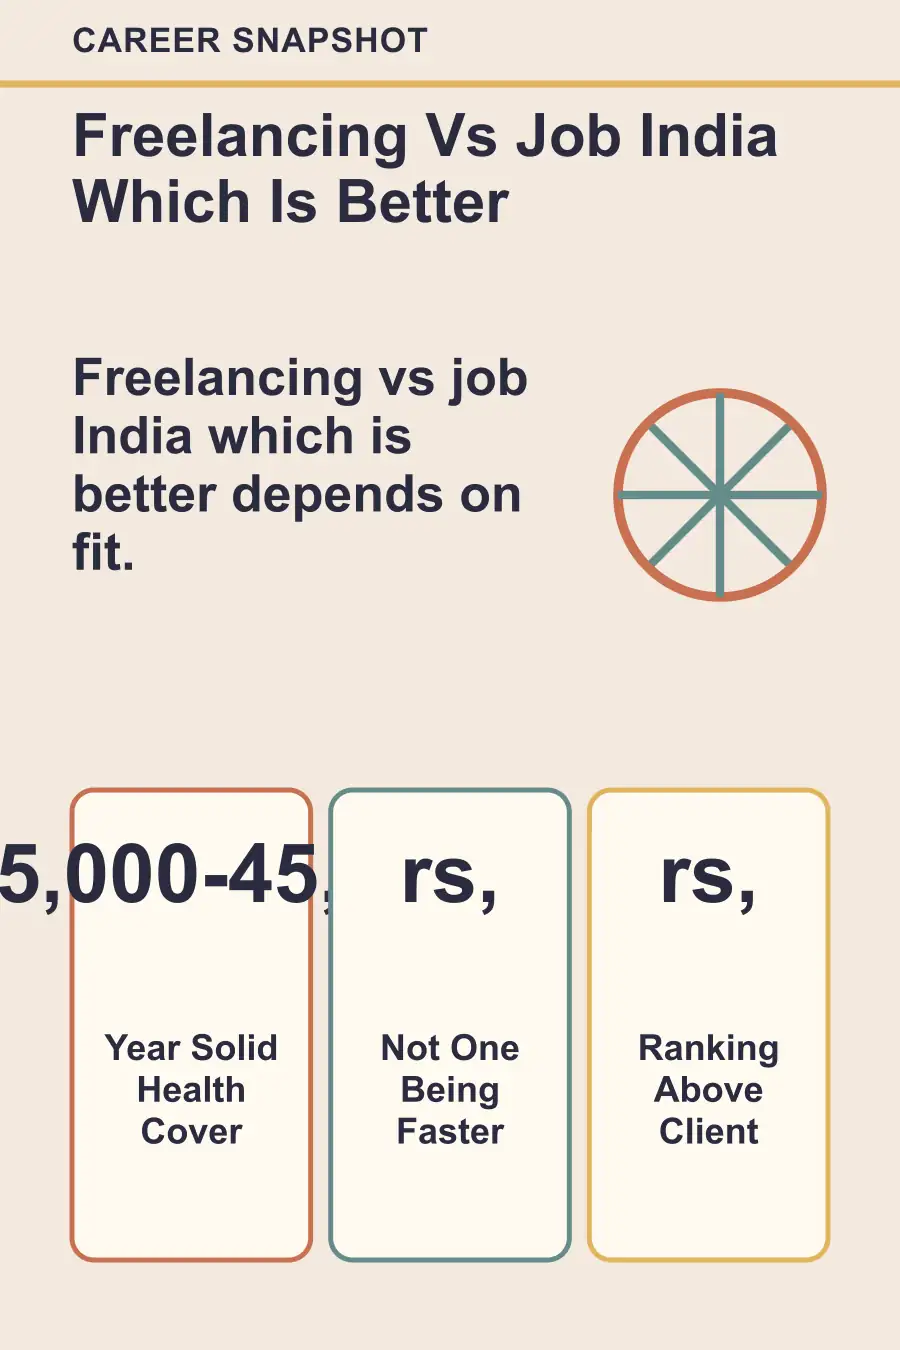 CAREER SNAPSHOT
Freelancing Vs Job India
Which Is Better
Freelancing vs job
India which is
better depends on
fit.
5,000-45,
rs,
rs,
Year Solid
Health
Cover
Not One
Being
Faster
Ranking
Above
Client